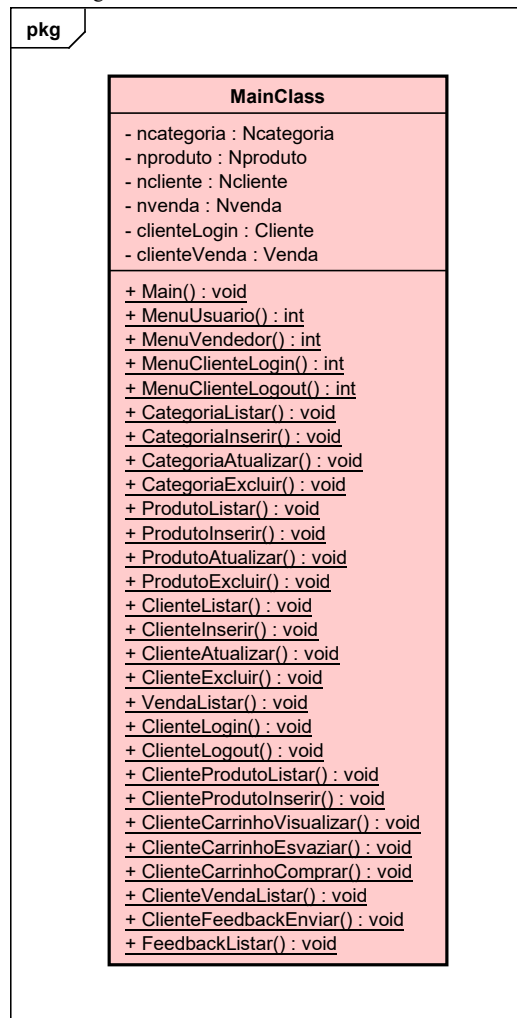 pkg
MainClass
- ncategoria : Ncategoria
- nproduto : Nproduto
- ncliente : Ncliente
- nvenda : Nvenda
- clienteLogin : Cliente
- clienteVenda : Venda
+ Main() : void
+ MenuUsuario() : int
+ MenuVendedor() : int
+ MenuClienteLogin() : int
+ MenuClienteLogout() : int
+ CategoriaListar() : void
+ CategoriaInserir() : void
+ CategoriaAtualizar() : void
+ CategoriaExcluir() : void
+ ProdutoListar() : void
+ ProdutoInserir() : void
+ ProdutoAtualizar() : void
+ ProdutoExcluir() : void
+ ClienteListar() : void
+ ClienteInserir() : void
+ ClienteAtualizar() : void
+ ClienteExcluir() : void
+ VendaListar() : void
+ ClienteLogin() : void
+ ClienteLogout() : void
+ ClienteProdutoListar() : void
+ ClienteProdutoInserir() : void
+ ClienteCarrinhoVisualizar() : void
+ ClienteCarrinhoEsvaziar() : void
+ ClienteCarrinhoComprar() : void
+ ClienteVendaListar() : void
+ ClienteFeedbackEnviar() : void
+ FeedbackListar() : void